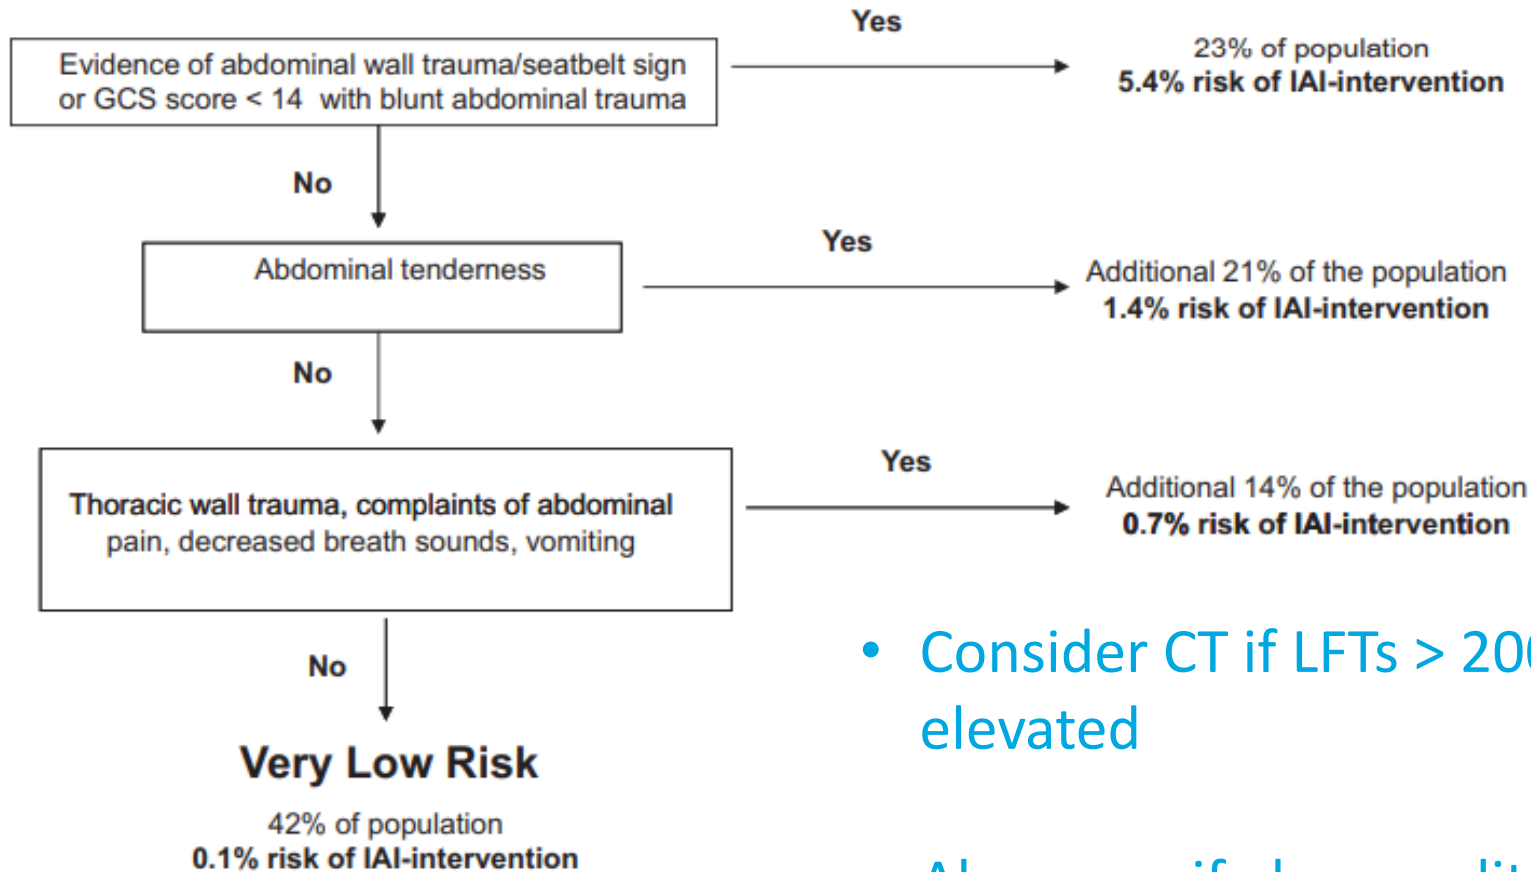 Yes
Evidence of abdominal wall trauma/seatbelt sign
or GCS score < 14 with blunt abdominal trauma
23% of population
5.4% risk of IAI-intervention
No
Yes
Abdominal tenderness
Additional 21% of the population
1.4% risk of IAI-intervention
No
Yes
Thoracic wall trauma, complaints of abdominal
pain, decreased breath sounds, vomiting
Additional 14% of the population
0.7% risk of IAI-intervention
No
Very Low Risk
42% of population
0.1% risk of IAI-intervention
• Consider CT if LFTs > 200
elevated